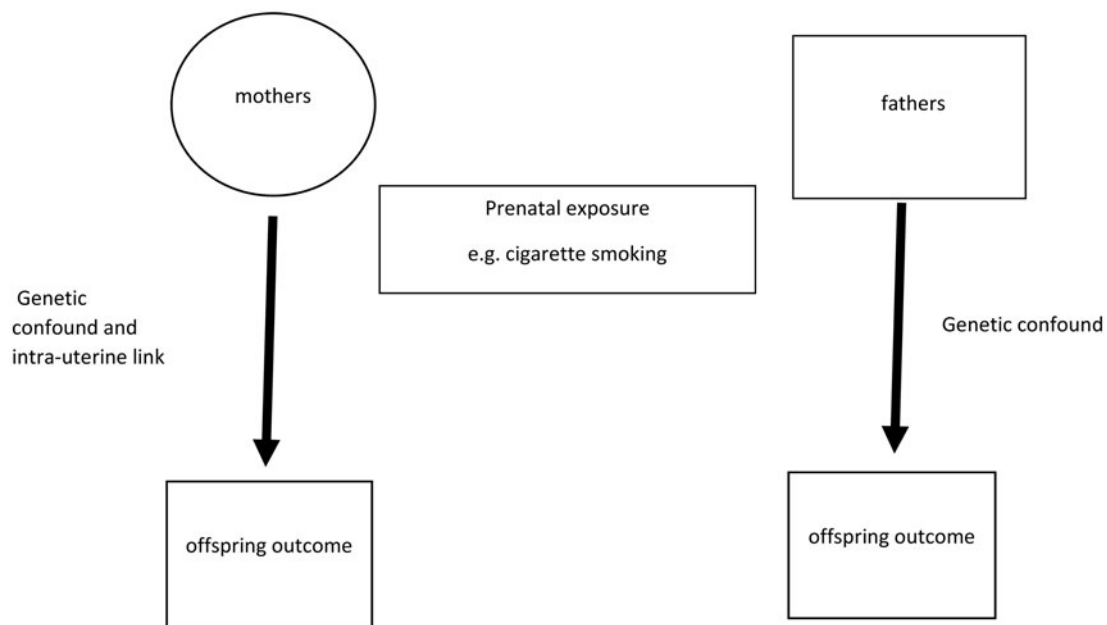 mothers
fathers
Prenatal exposure
e.g. cigarette smoking
Genetic
confound and
intra-uterine link
Genetic confound
offspring outcome
offspring outcome